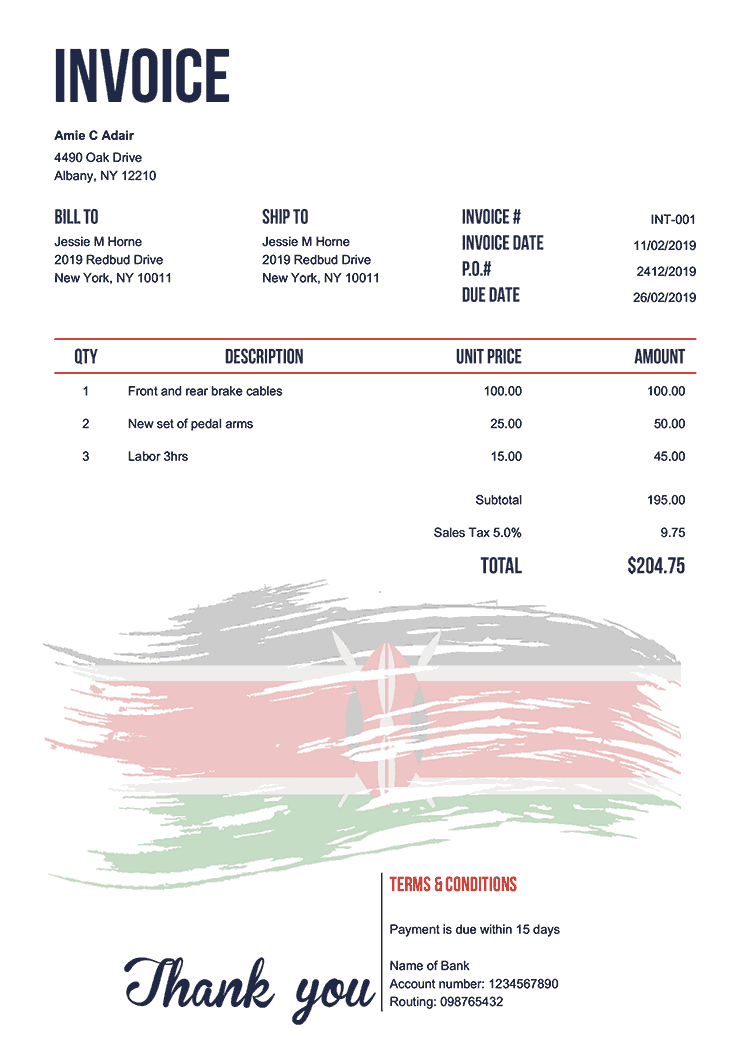 INVOICE
Amie C Adair
4490 Oak Drive
Albany, NY 12210
BILL TO
Jessie M Horne
2019 Redbud Drive
New York, NY 10011
SHIP TO
Jessie M Horne
2019 Redbud Drive
New York, NY 10011
INVOICE # INT-001
INVOICE DATE 11/02/2019
P.O.# 2412/2019
DUE DATE 26/02/2019
QTY DESCRIPTION UNIT PRICE AMOUNT
1 Front and rear brake cables 100.00 100.00
2 New set of pedal arms 25.00 50.00
3 Labor 3hrs 15.00 45.00
Subtotal 195.00
Sales Tax 5.0% 9.75
TOTAL $204.75
TERMS & CONDITIONS
Payment is due within 15 days
Name of Bank
Account number: 1234567890
Routing: 098765432
Thank you